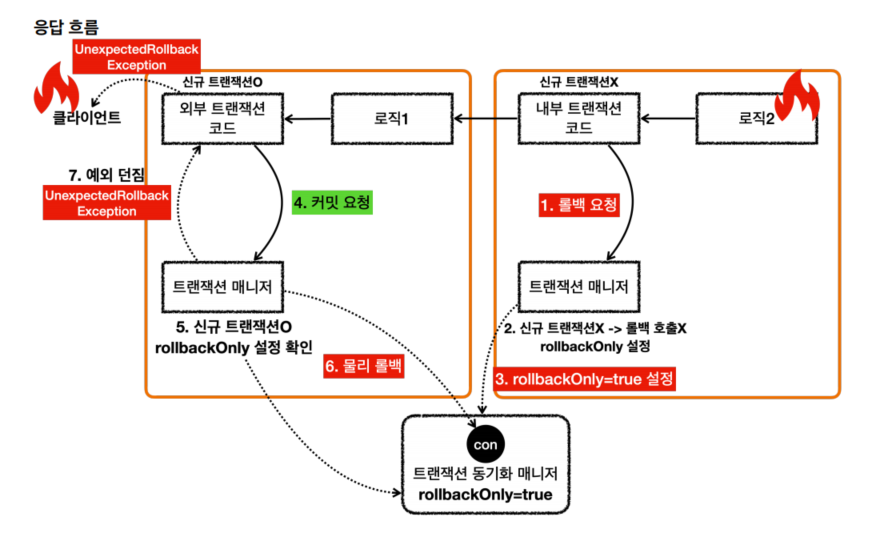 응답 흐름
UnexpectedRollback
Exception
클라이언트
신규 트랜잭션O
외부 트랜잭션
코드
로직1
신규 트랜잭션X
내부 트랜잭션
코드
로직2
7. 예외 던짐
UnexpectedRollback
Exception
4. 커밋 요청
1. 롤백 요청
트랜잭션 매니저
5. 신규 트랜잭션O
rollbackOnly 설정 확인
트랜잭션 매니저
2. 신규 트랜잭션X -> 롤백 호출X
rollbackOnly 설정
6. 물리 롤백
3. rollbackOnly=true 설정
con
트랜잭션 동기화 매니저
rollbackOnly=true